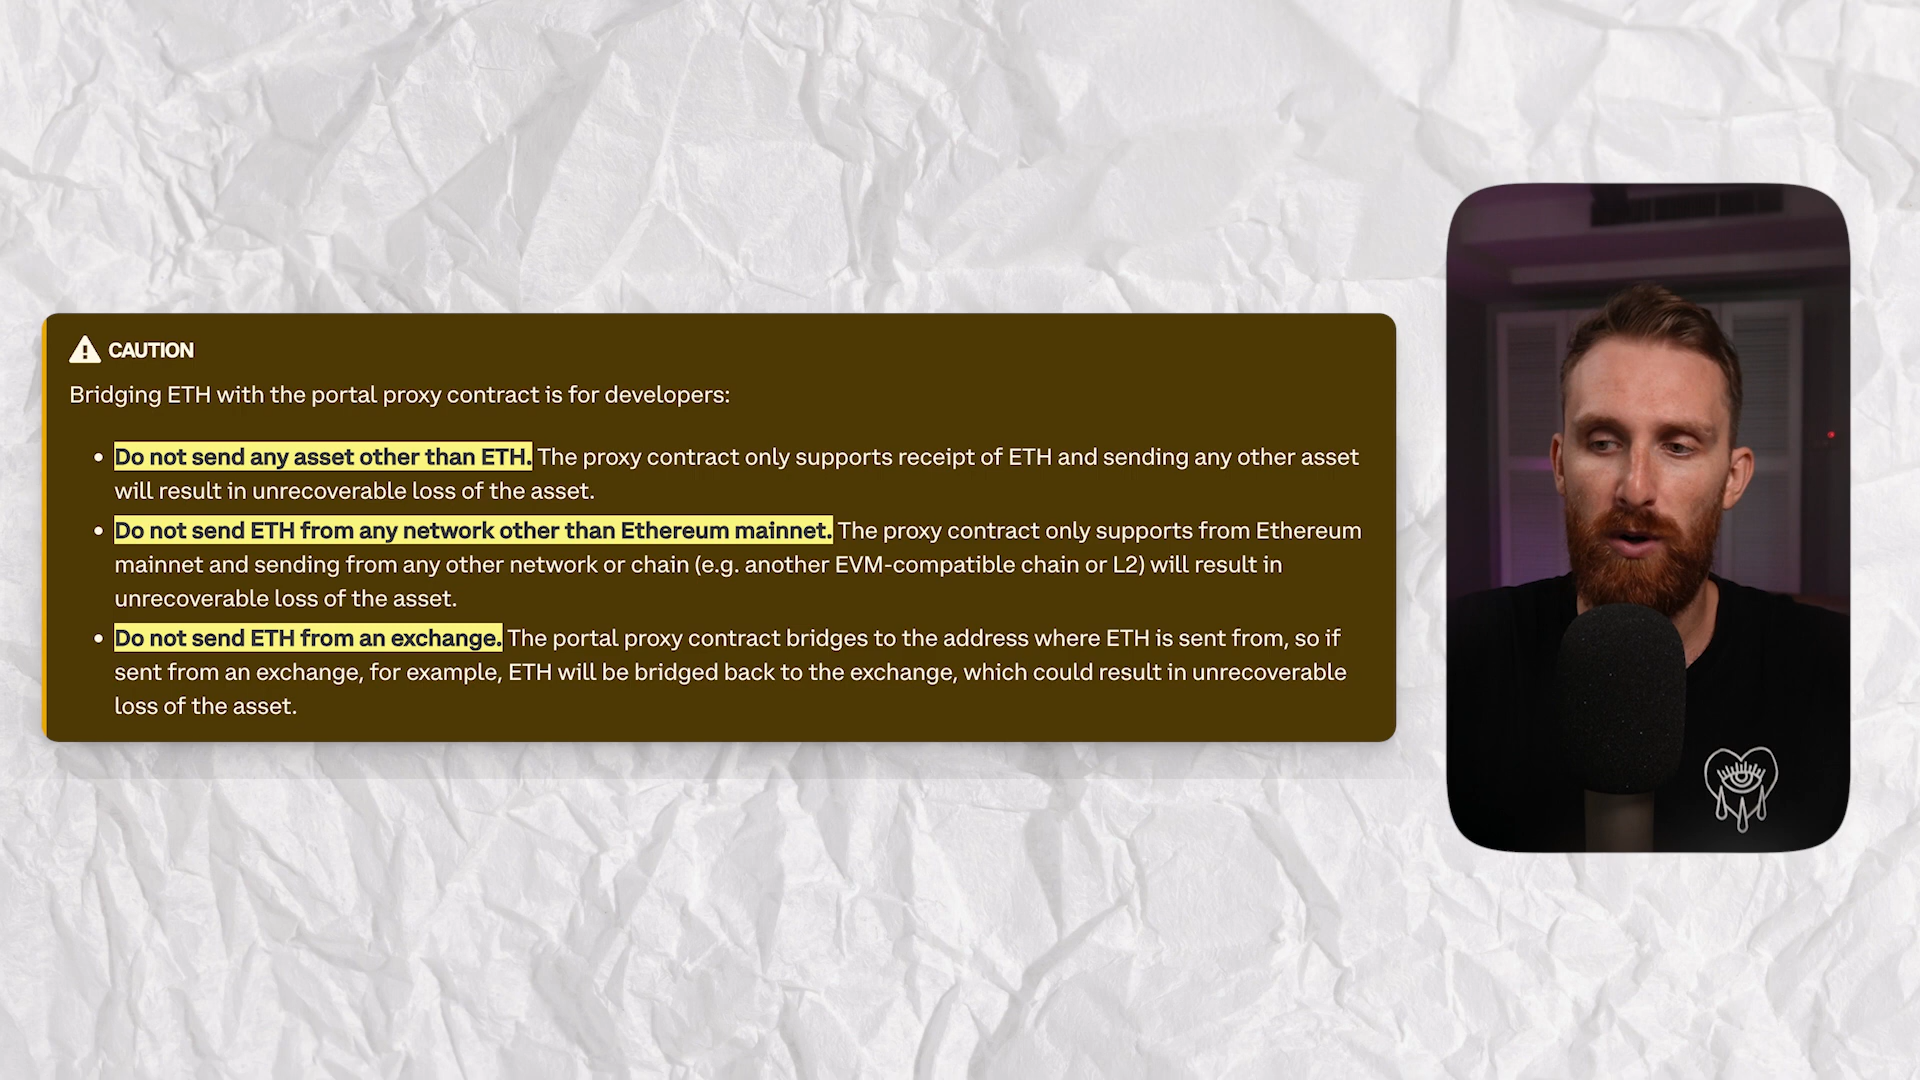 CAUTION
Bridging ETH with the portal proxy contract is for developers:
• Do not send any asset other than ETH. The proxy contract only supports receipt of ETH and sending any other asset
will result in unrecoverable loss of the asset.
• Do not send ETH from any network other than Ethereum mainnet. The proxy contract only supports from Ethereum
mainnet and sending from any other network or chain (e.g. another EVM-compatible chain or L2) will result in
unrecoverable loss of the asset.
• Do not send ETH from an exchange. The portal proxy contract bridges to the address where ETH is sent from, so if
sent from an exchange, for example, ETH will be bridged back to the exchange, which could result in unrecoverable
loss of the asset.